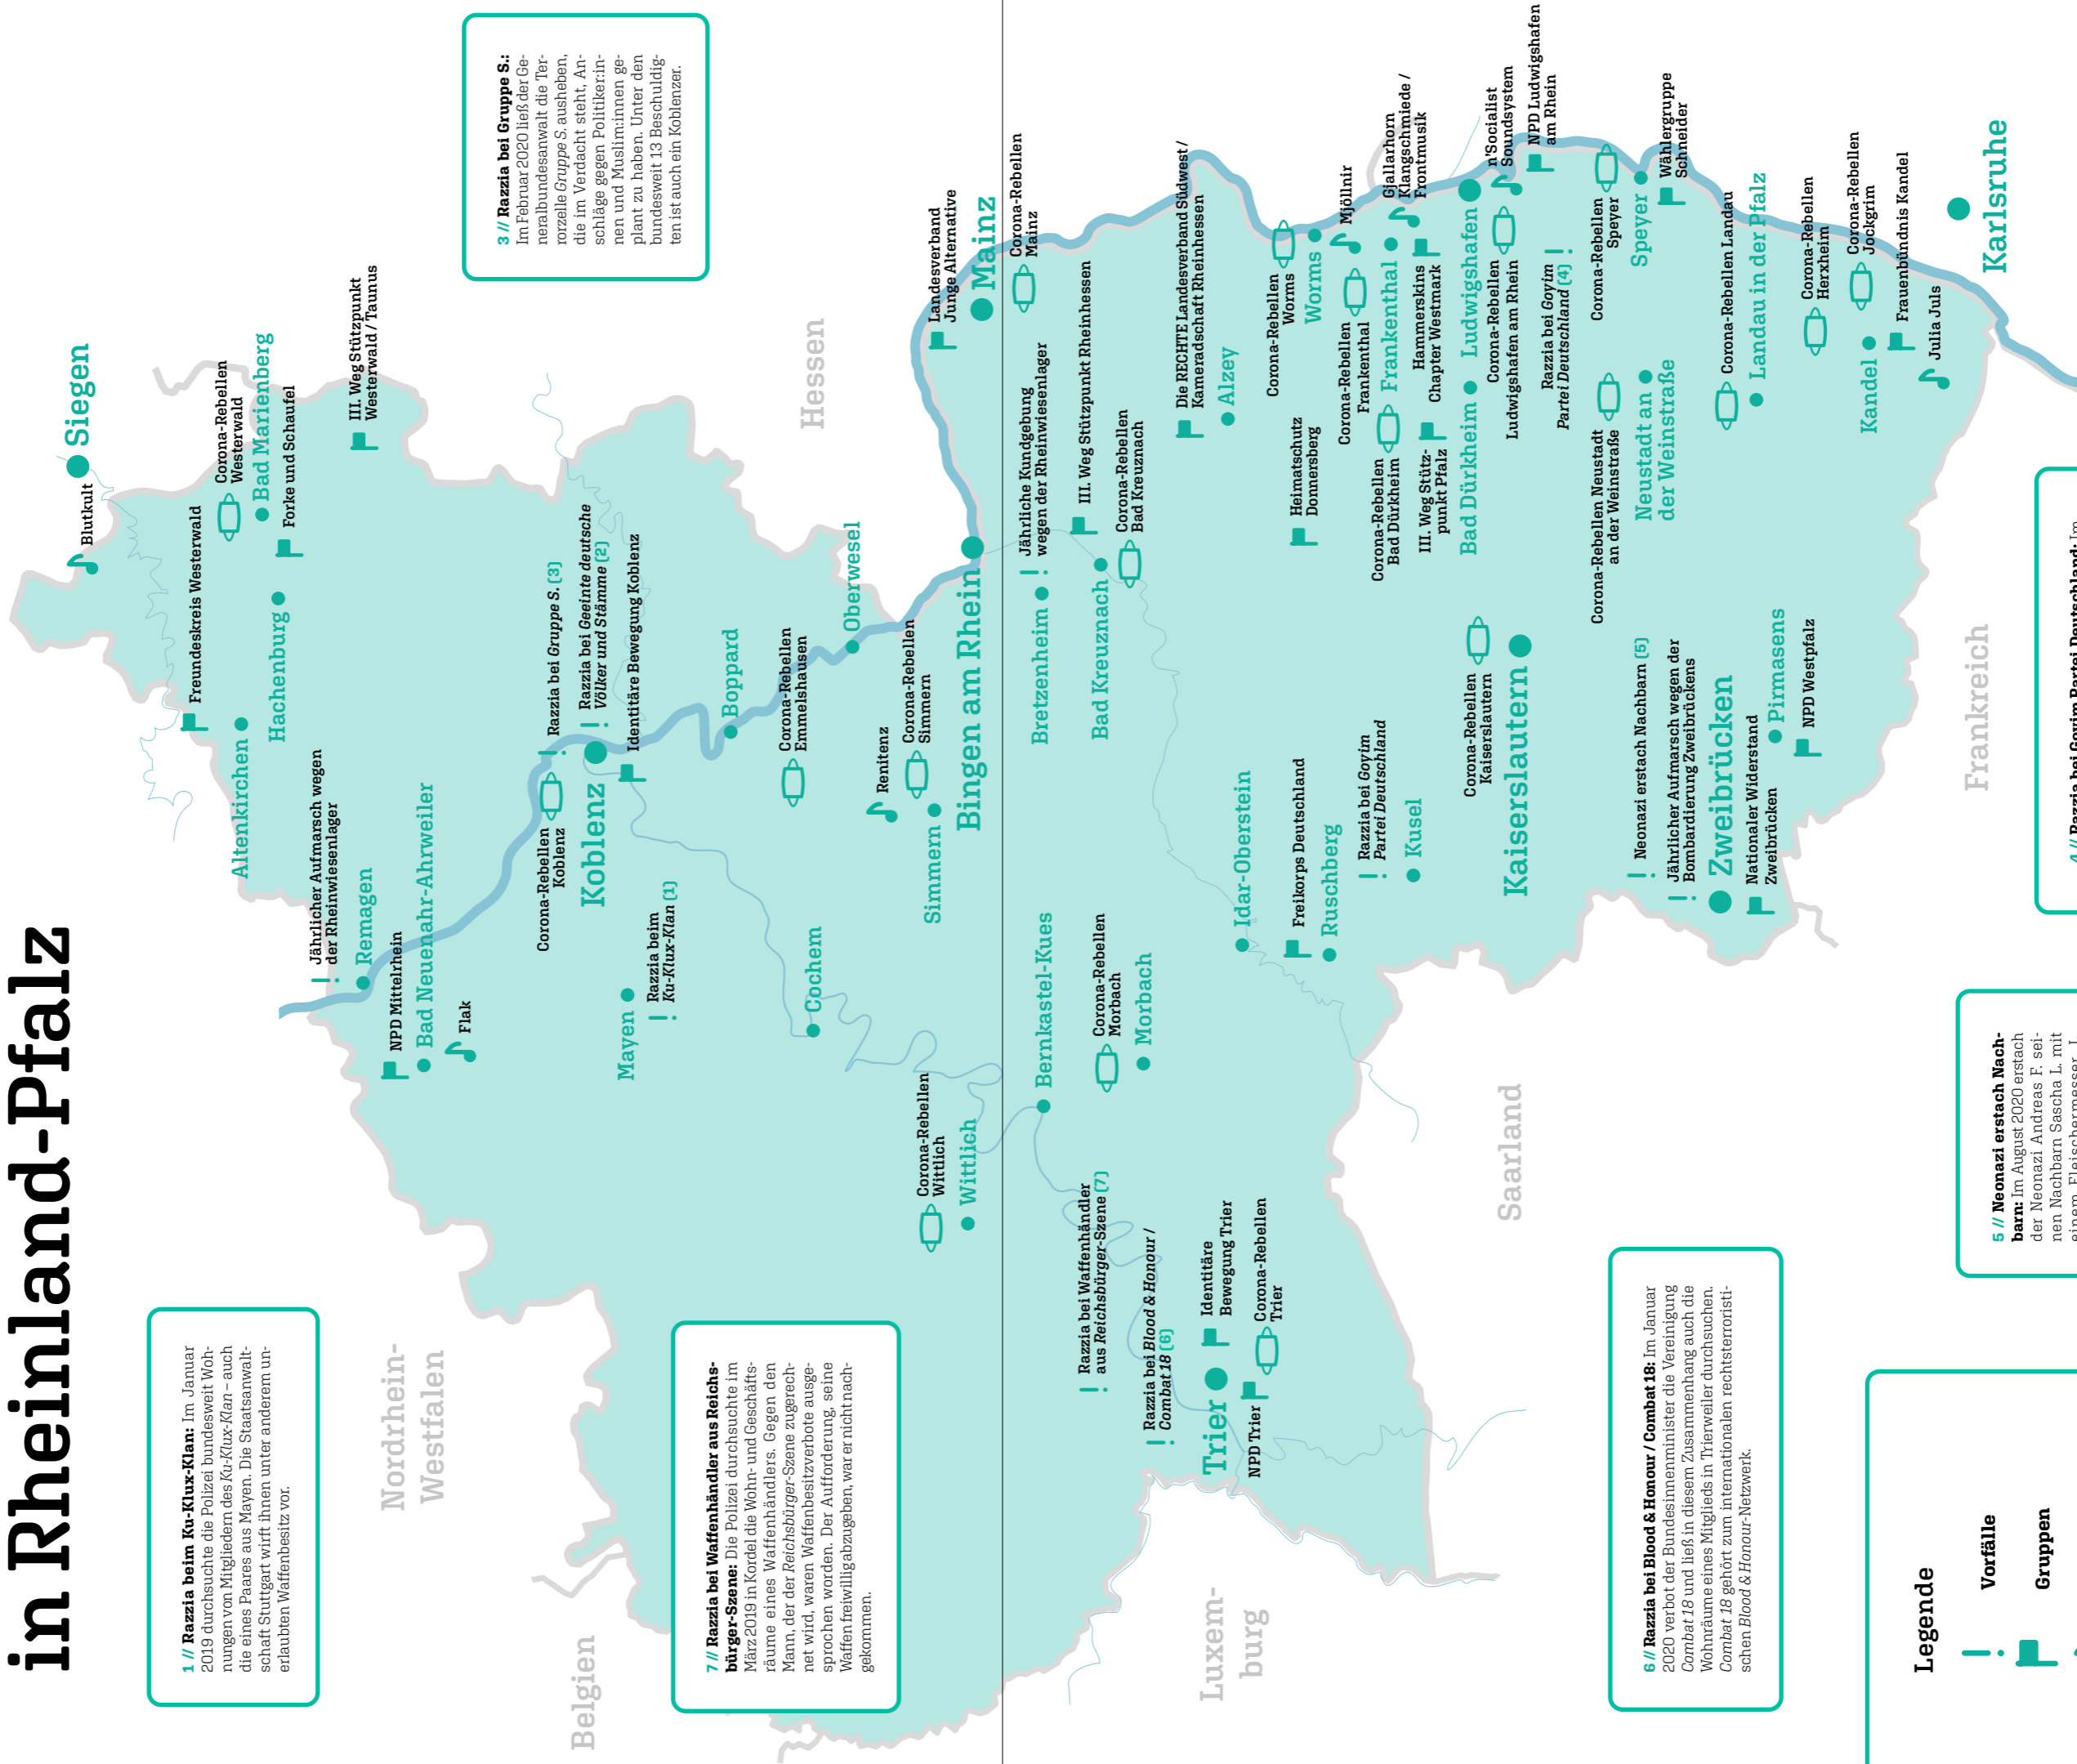 in Rheinland-Pfalz
1 // Razzia beim Ku-Klux-Klan: Im Januar
2019 durchsuchte die Polizei bundesweit Woh-
nungen von Mitgliedern des Ku-Klux-Klan – auch
die eines Paares aus Mayen. Die Staatsanwalt-
schaft Stuttgart wirft ihnen unter anderem un-
erlaubten Waffenbesitz vor.
Nordrhein-
Westfalen
Belgien
7 // Razzia bei Waffenhändler aus Reichs-
bürger-Szene: Die Polizei durchsuchte im
März 2019 in Kordel die Wohn- und Geschäfts-
räume eines Waffenhändlers. Gegen den
Mann, der der Reichsbürger-Szene zugerech-
net wird, waren Waffenbesitzverbote ausge-
sprochen worden. Der Aufforderung, seine
Waffen freiwillig abzugeben, war er nicht nach-
gekommen.
3 // Razzia bei Gruppe S.:
Im Februar 2020 ließ der Ge-
neralbundesanwalt die Ter-
rorzelle Gruppe S. ausheben,
die im Verdacht steht, An-
schläge gegen Politiker:in-
nen und Muslim:innen ge-
plant zu haben. Unter den
bundesweit 13 Beschuldig-
ten ist auch ein Koblenzer.
Siegen
Blutkult
Freundeskreis Westerwald
Corona-Rebellen
Westerwald
Bad Marienberg
Altenkirchen
Hachenburg
Forke und Schaufel
III. Weg Stützpunkt
Westerwald / Taunus
Jährlicher Aufmarsch wegen
der Rheinwiesenlager
Remagen
NPD Mittelrhein
Bad Neuenahr-Ahrweiler
Flak
Corona-Rebellen
Koblenz
Razzia bei Gruppe S. (3)
Koblenz
Razzia bei Geeinte deutsche
Völker und Stämme (2)
Identitäre Bewegung Koblenz
Mayen
Razzia beim
Ku-Klux-Klan (1)
Boppard
Corona-Rebellen
Emmelshausen
Cochem
Oberwesel
Renitenz
Corona-Rebellen
Simmern
Simmern
Corona-Rebellen
Wittlich
Wittlich
Bingen am Rhein
Hessen
Landesverband
Junge Alternative
Mainz
Corona-Rebellen
Mainz
Jährliche Kundgebung
wegen der Rheinwiesenlager
Bretzenheim
III. Weg Stützpunkt Rheinhessen
Bad Kreuznach
Corona-Rebellen
Bad Kreuznach
Bernkastel-Kues
Corona-Rebellen
Morbach
Morbach
Razzia bei Waffenhändler
aus Reichsbürger-Szene (7)
Razzia bei Blood & Honour /
Combat 18 (6)
Trier
Identitäre
Bewegung Trier
NPD Trier
Corona-Rebellen
Trier
Luxem-
burg
Die RECHTE Landesverband Südwest /
Kameradschaft Rheinhessen
Alzey
Idar-Oberstein
Freikorps Deutschland
Ruschberg
Razzia bei Goyim
Partei Deutschland
Kusel
Heimatschutz
Donnersberg
Corona-Rebellen
Worms
Worms
Mjöllnir
Corona-Rebellen
Frankenthal
Frankenthal
Gjallarhorn
Klangschmiede /
Frontmusik
Corona-Rebellen
Bad Dürkheim
Hammerskins
Chapter Westmark
III. Weg Stütz-
punkt Pfalz
Bad Dürkheim
Ludwigshafen
Corona-Rebellen
Ludwigshafen am Rhein
n'Socialist
Soundsystem
NPD Ludwigshafen
am Rhein
Razzia bei Goyim
Partei Deutschland (4)
Corona-Rebellen
Kaiserslautern
Kaiserslautern
Corona-Rebellen
Speyer
Speyer
Wählergruppe
Schneider
Corona-Rebellen Neustadt
an der Weinstraße
Neustadt an
der Weinstraße
Neonazi erstach Nachbarn (5)
Jährlicher Aufmarsch wegen der
Bombardierung Zweibrückens
Zweibrücken
Nationaler Widerstand
Zweibrücken
Pirmasens
NPD Westpfalz
Corona-Rebellen Landau
Landau in der Pfalz
Corona-Rebellen
Herxheim
Corona-Rebellen
Jockgrim
Kandel
Frauenbündnis Kandel
Julia Juls
Karlsruhe
Saarland
Frankreich
6 // Razzia bei Blood & Honour / Combat 18: Im Januar
2020 verbot der Bundesinnenminister die Vereinigung
Combat 18 und ließ in diesem Zusammenhang auch die
Wohnräume eines Mitglieds in Trierweiler durchsuchen.
Combat 18 gehört zum internationalen rechtsterroristi-
schen Blood & Honour-Netzwerk.
5 // Neonazi erstach Nach-
barn: Im August 2020 erstach
der Neonazi Andreas F. sei-
nen Nachbarn Sascha L. mit
einem Fleischermesser. L.
4 // Razzia bei Goyim Partei Deutschland: Im
Legende
Vorfälle
Gruppen